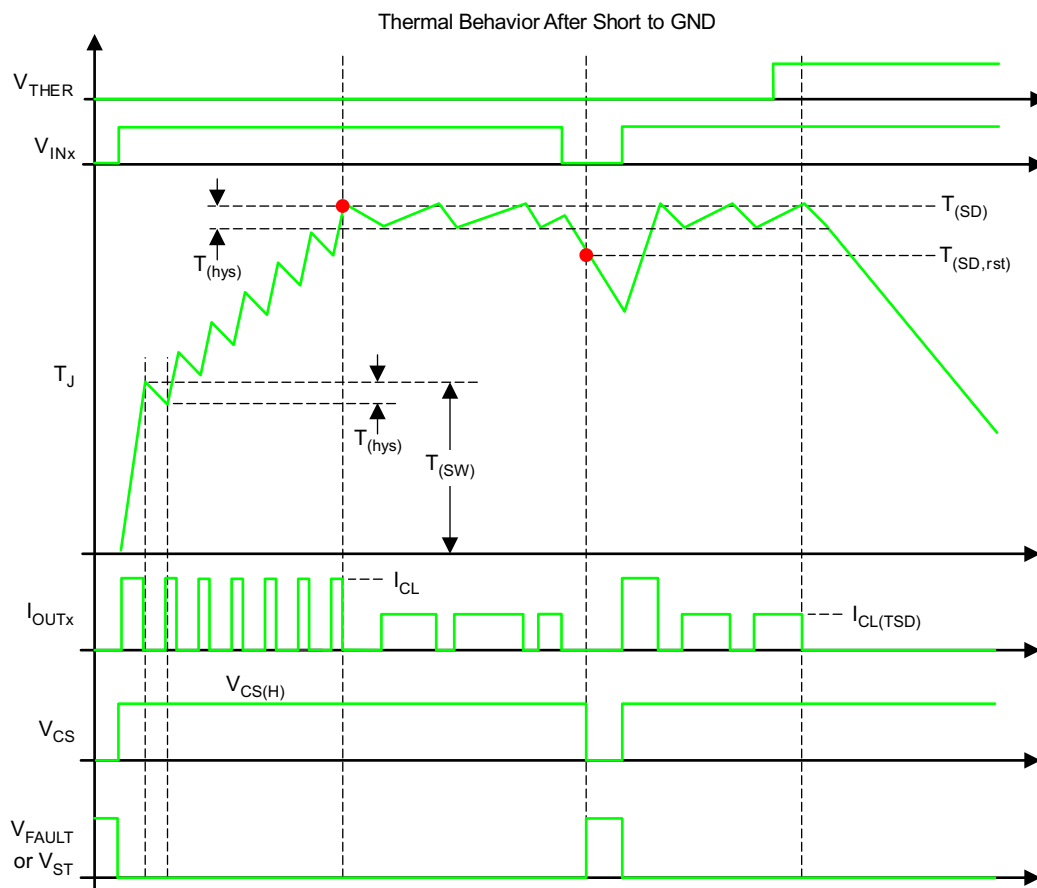 Thermal Behavior After Short to GND
V_THER
V_INx
T_(SD)
T_(hys)
T_(SD,rst)
T_J
T_(hys)
T_(SW)
I_CL
I_OUTx
I_CL(TSD)
V_CS(H)
V_CS
V_FAULT
or V_ST